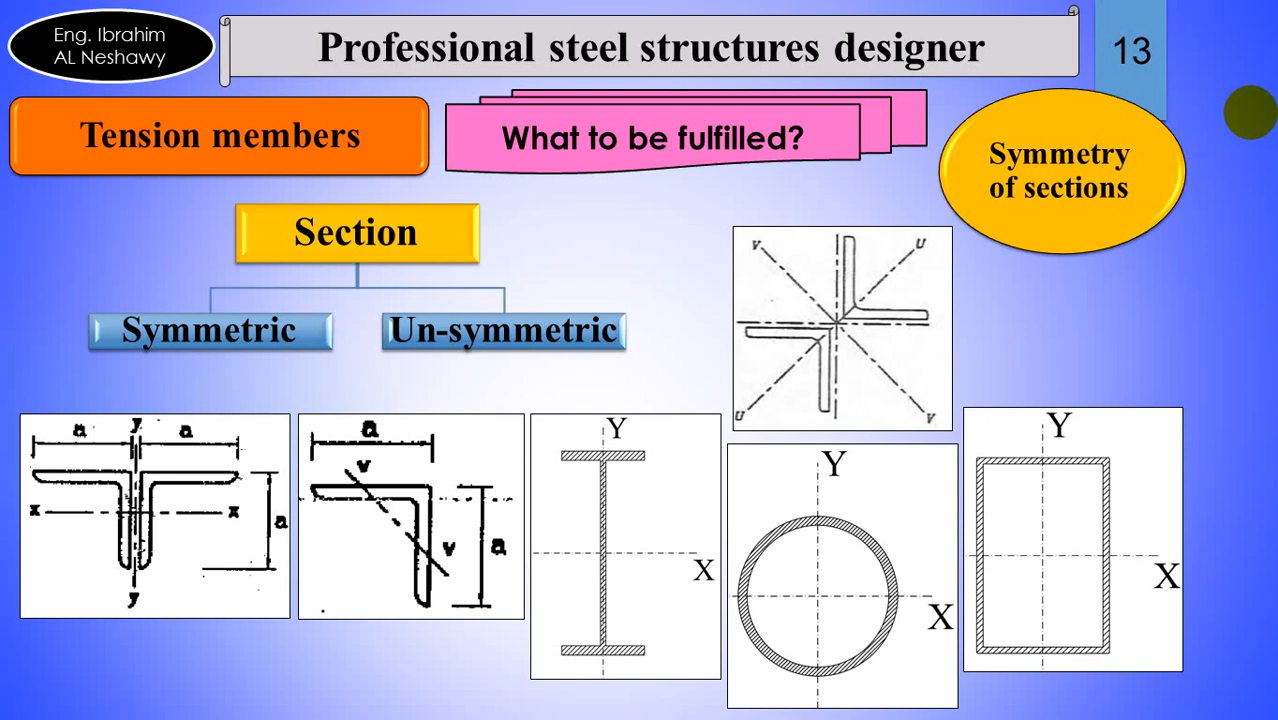 Eng. Ibrahim
AL Neshawy
Professional steel structures designer
13
Tension members
What to be fulfilled?
Symmetry
of sections
Section
Symmetric
Un-symmetric
V
U
U
V
a
y
a
x
x
a
y
a
v
v
a
Y
X
Y
X
Y
X